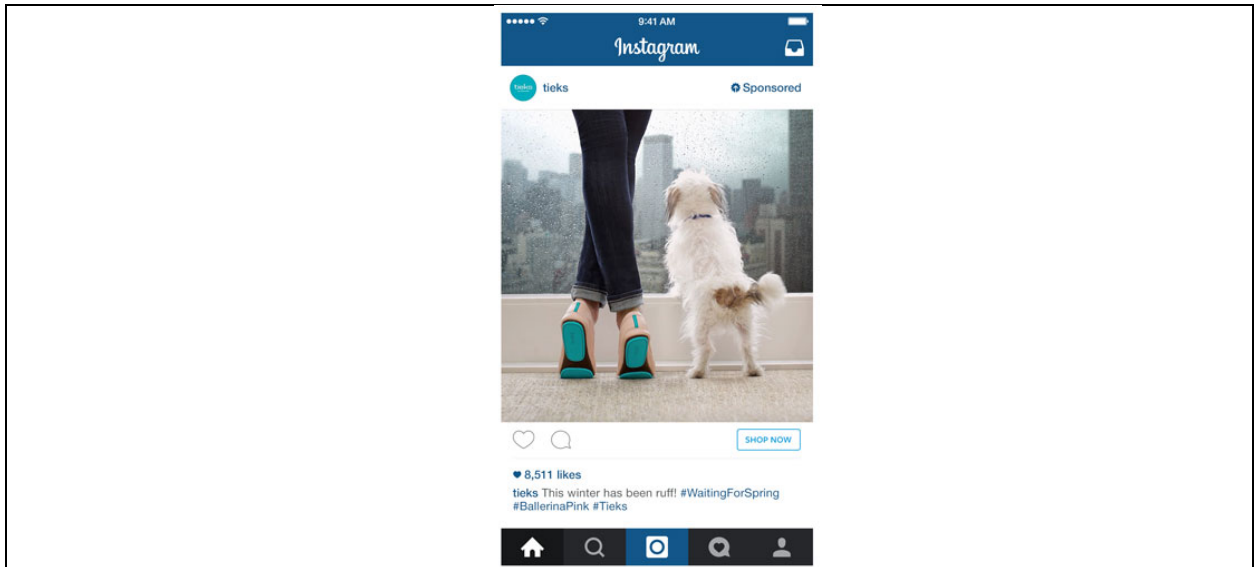 9:41 AM
Instagram
tieks
tieks
Sponsored
SHOP NOW
8,511 likes
tieks This winter has been ruff! #WaitingForSpring
#BallerinaPink #Tieks